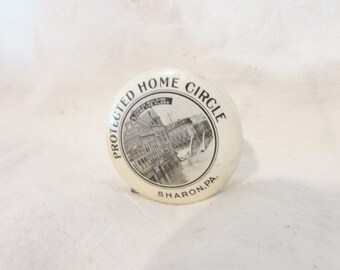 PROTECTED HOME CIRCLE
SHARON, PA.